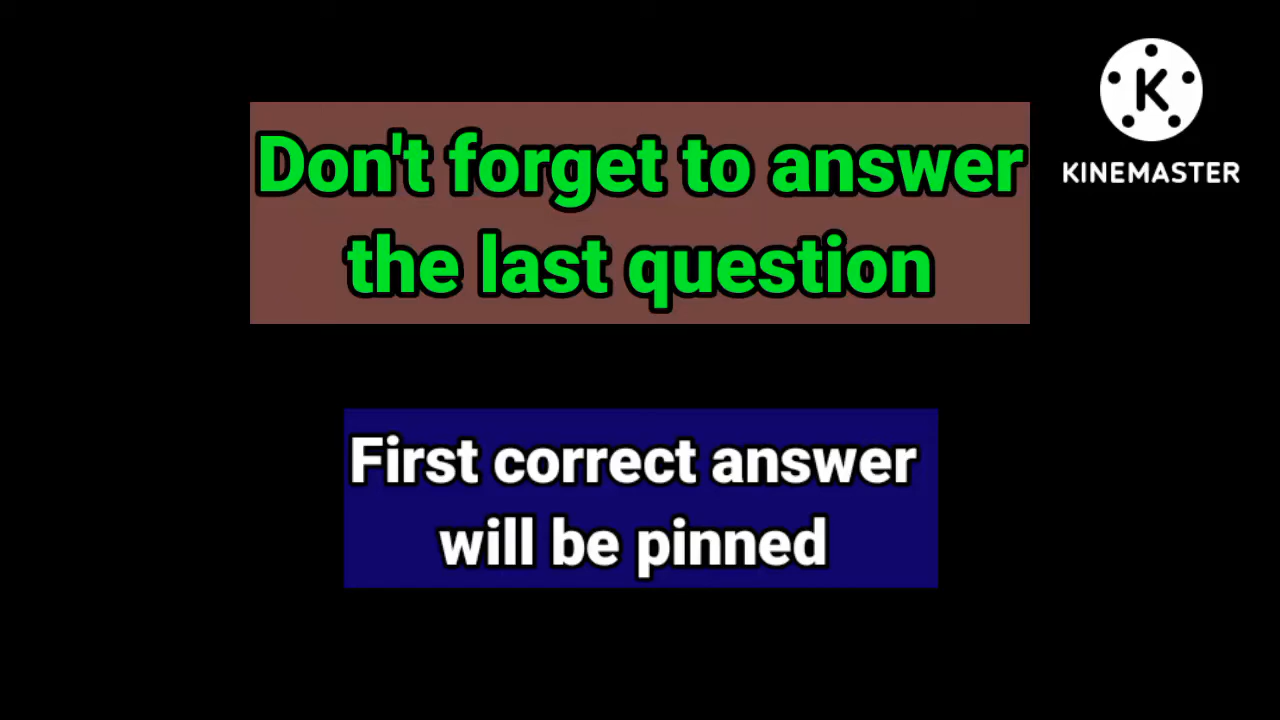 Don't forget to answer
the last question
K
KINEMASTER
First correct answer
will be pinned